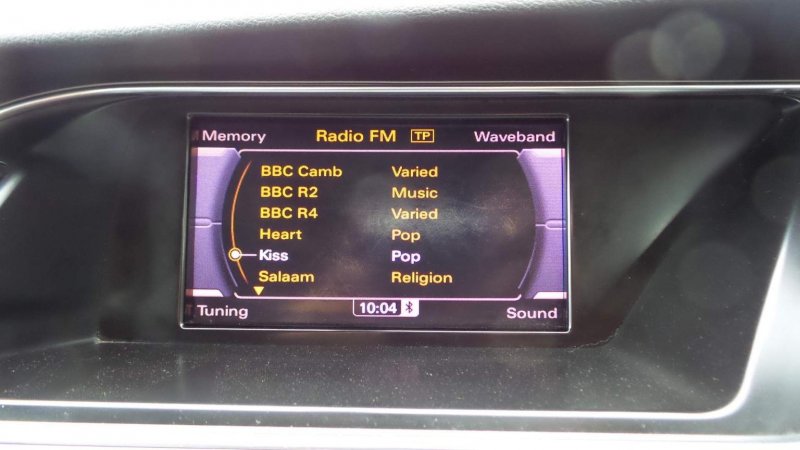 Memory Radio FM TP Waveband
BBC Camb Varied
BBC R2 Music
BBC R4 Varied
Heart Pop
Kiss Pop
Salaam Religion
Tuning 10:04 Sound